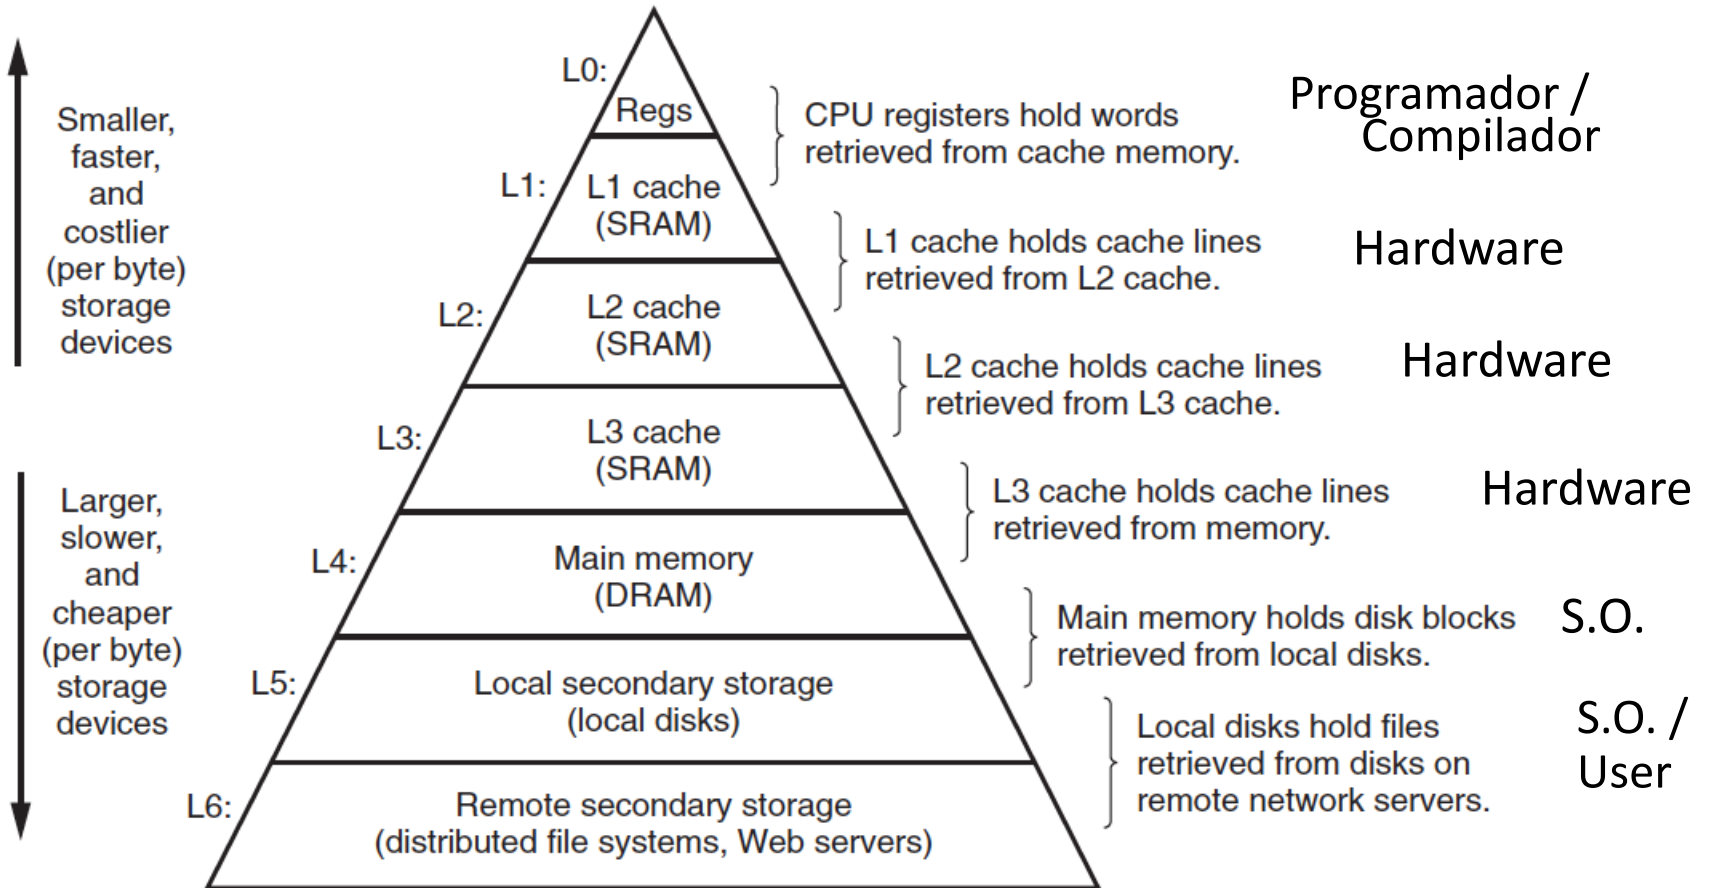 L0:
Regs
CPU registers hold words
retrieved from cache memory.
Programador /
Compilador
Smaller,
faster,
and
costlier
(per byte)
storage
devices
L1:
L1 cache
(SRAM)
L1 cache holds cache lines
retrieved from L2 cache.
Hardware
L2:
L2 cache
(SRAM)
L2 cache holds cache lines
retrieved from L3 cache.
Hardware
L3:
L3 cache
(SRAM)
L3 cache holds cache lines
retrieved from memory.
Hardware
Larger,
slower,
and
cheaper
(per byte)
storage
devices
L4:
Main memory
(DRAM)
Main memory holds disk blocks
retrieved from local disks.
S.O.
L5:
Local secondary storage
(local disks)
Local disks hold files
retrieved from disks on
remote network servers.
S.O. /
User
L6:
Remote secondary storage
(distributed file systems, Web servers)